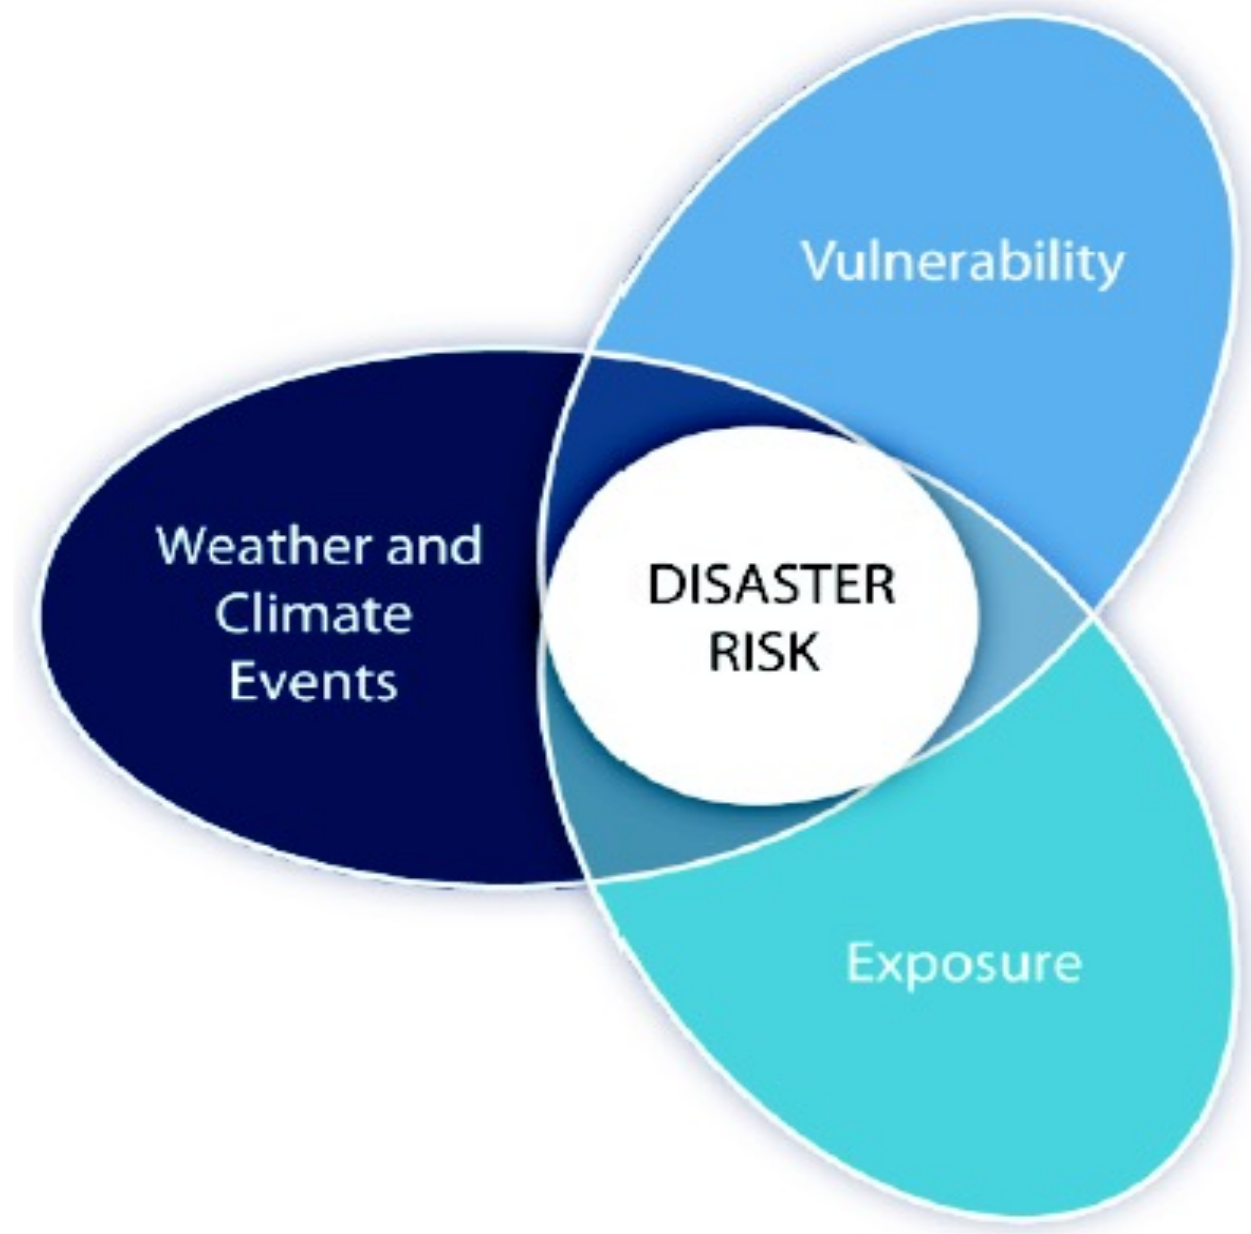 Vulnerability
Weather and
Climate
Events
DISASTER
RISK
Exposure